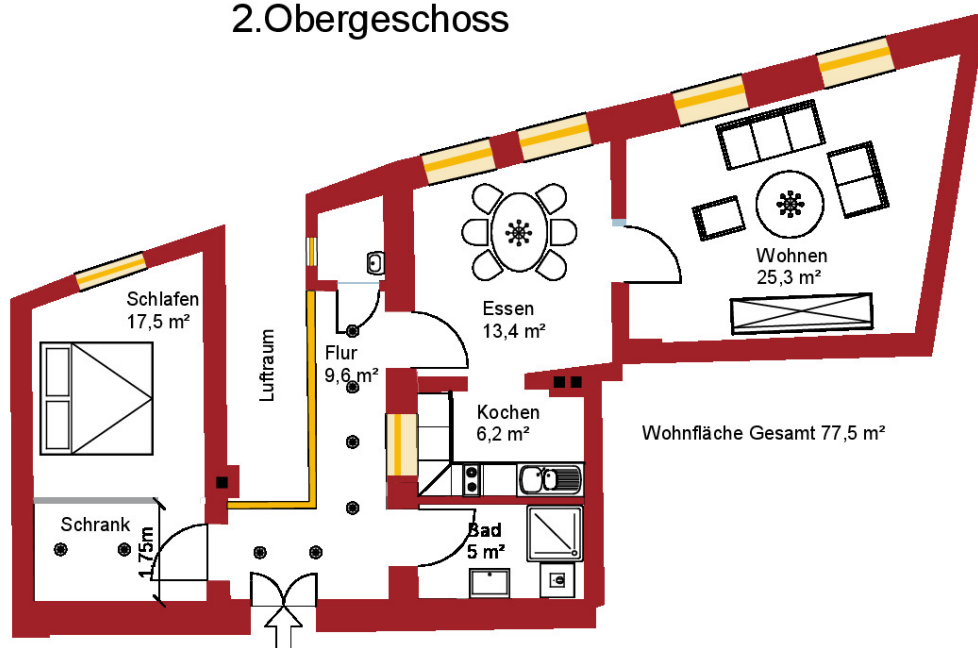 2.Obergeschoss
Wohnen
25,3 m²
Schlafen
17,5 m²
Essen
13,4 m²
Luftraum
Flur
9,6 m²
Kochen
6,2 m²
Wohnfläche Gesamt 77,5 m²
Schrank
1,75m
Bad
5 m²